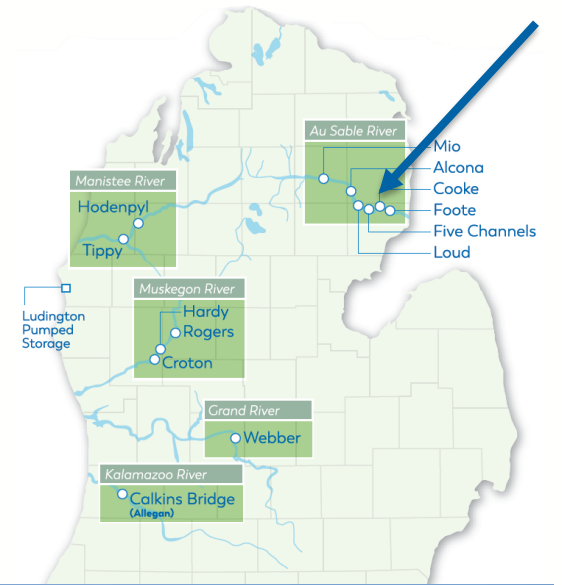 Au Sable River
Mio
Alcona
Cooke
Foote
Five Channels
Loud
Manistee River
Hodenpyl
Tippy
Ludington
Pumped
Storage
Muskegon River
Hardy
Rogers
Croton
Grand River
Webber
Kalamazoo River
Calkins Bridge
(Allegan)